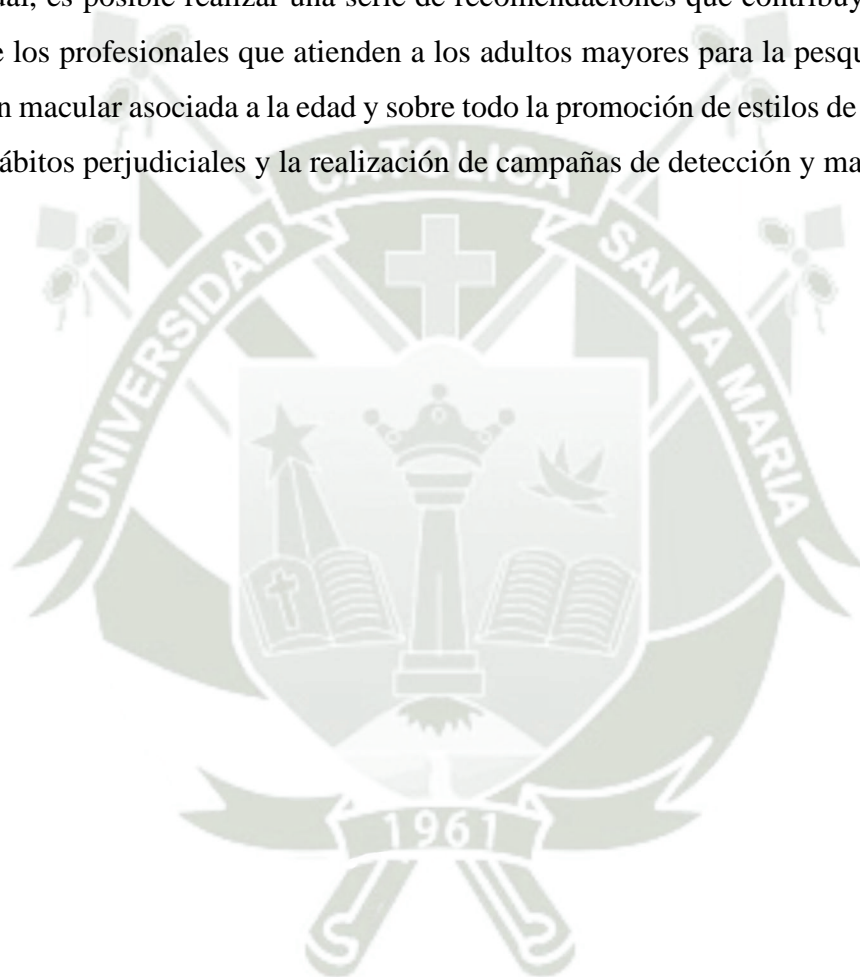 ual, es posible realizar una serie de recomendaciones que contribuy
e los profesionales que atienden a los adultos mayores para la pesqu
n macular asociada a la edad y sobre todo la promoción de estilos de
ábitos perjudiciales y la realización de campañas de detección y ma
UNIVERSIDAD CATOLICA SANTA MARIA
1961